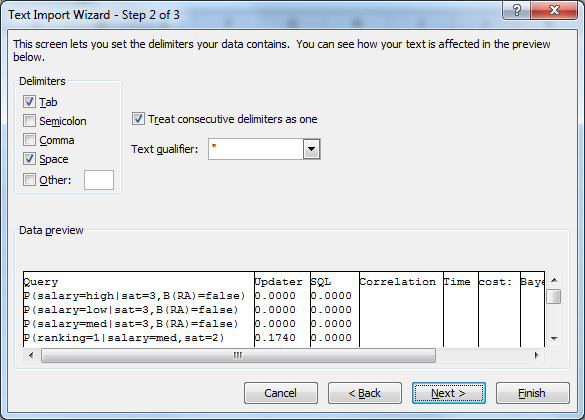 Text Import Wizard - Step 2 of 3
This screen lets you set the delimiters your data contains. You can see how your text is affected in the preview
below.
Delimiters
Tab
Semicolon
Comma
Space
Other:
Treat consecutive delimiters as one
Text qualifier: "
Data preview
Query Updater SQL Correlation Time cost: Baye
P(salary=high|sat=3,B(RA)=false) 0.0000 0.0000
P(salary=low|sat=3,B(RA)=false) 0.0000 0.0000
P(salary=med|sat=3,B(RA)=false) 0.0000 0.0000
P(ranking=1|salary=med,sat=2) 0.1740 0.0000
Cancel < Back Next > Finish